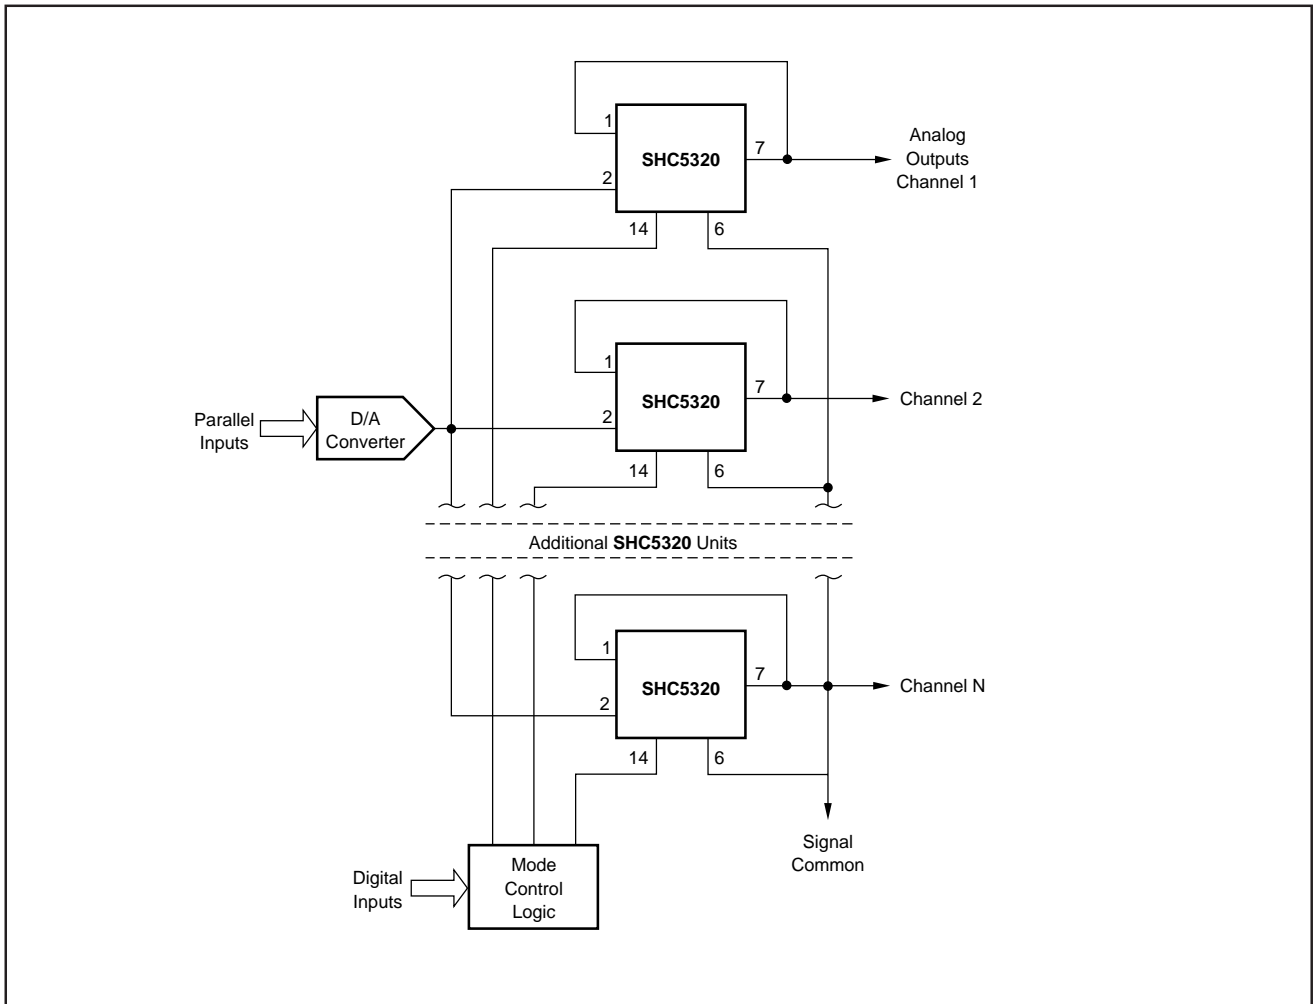 1
SHC5320
7
2
14
6
Analog
Outputs
Channel 1
1
SHC5320
7
2
14
6
Channel 2
Parallel
Inputs
D/A
Converter
Additional SHC5320 Units
1
SHC5320
7
2
14
6
Channel N
Signal
Common
Digital
Inputs
Mode
Control
Logic